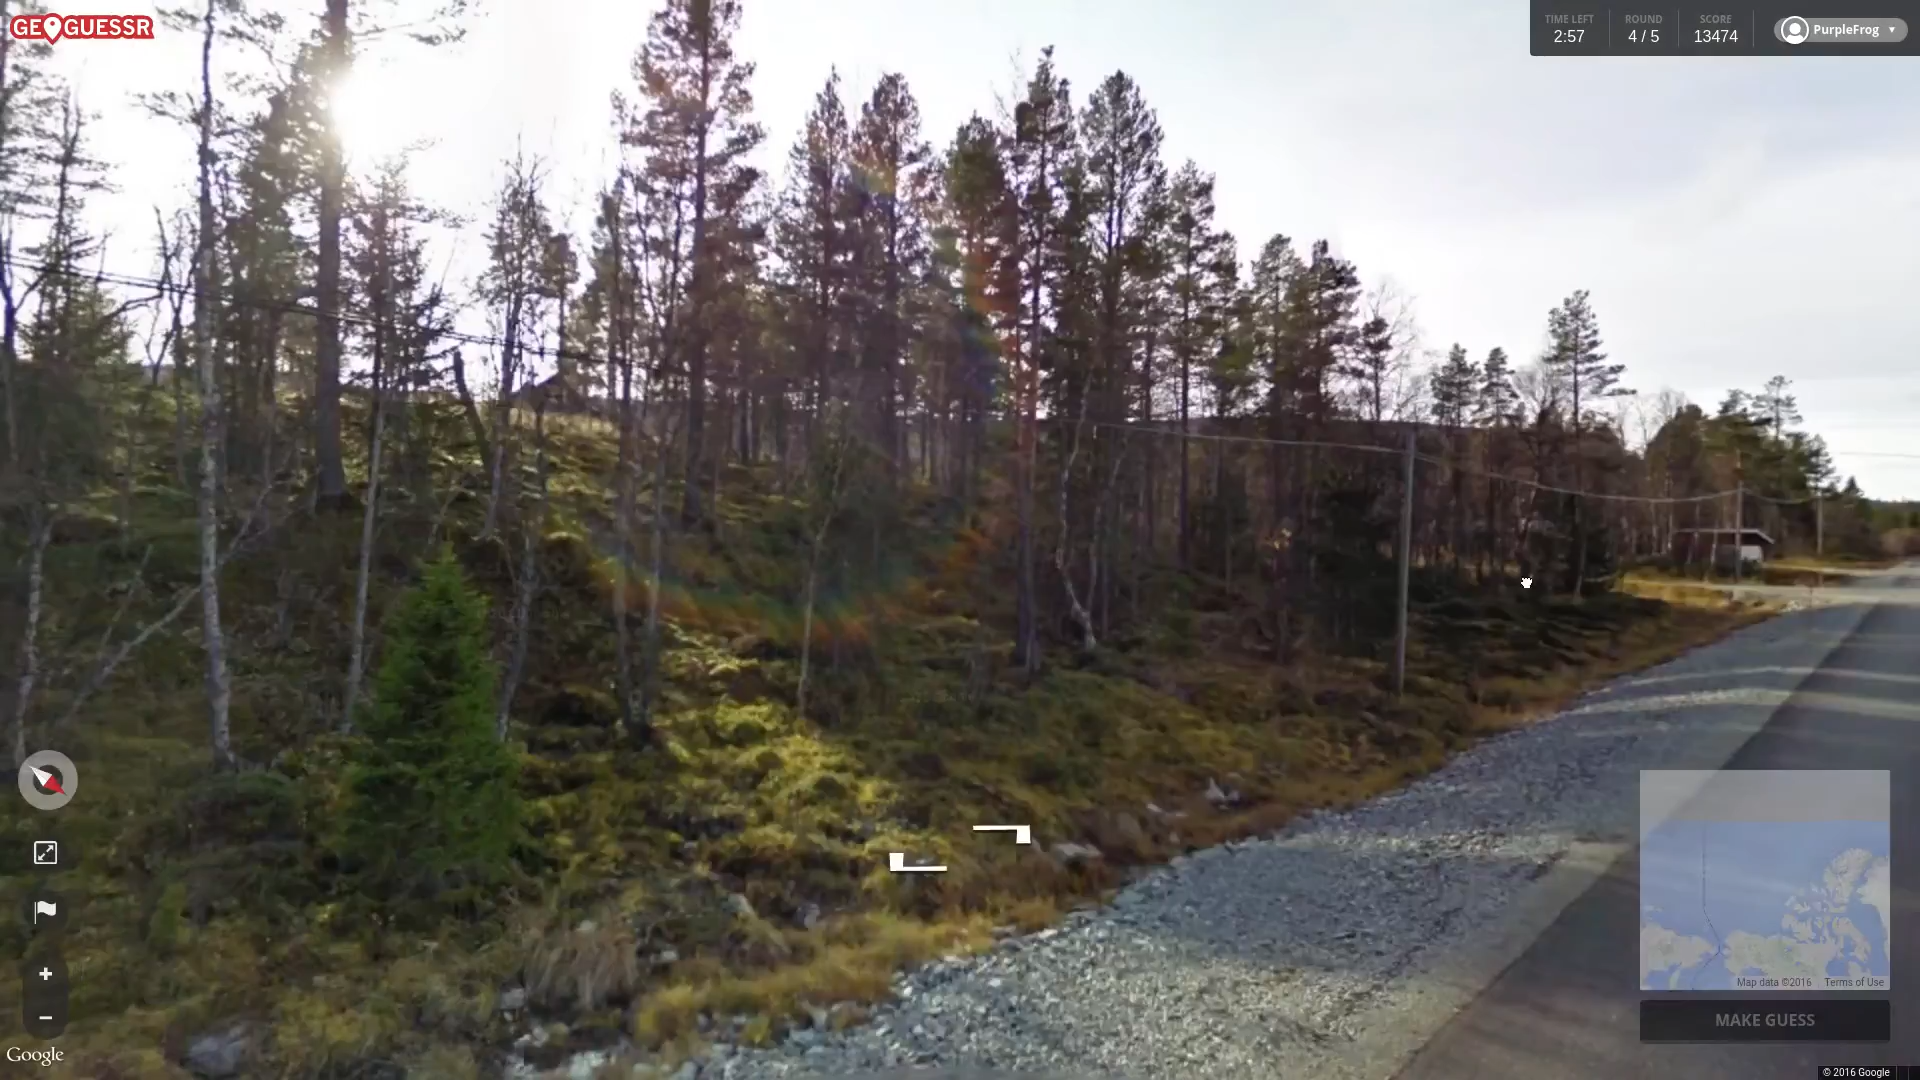 GEOGUESSR
TIME LEFT
2:57
ROUND
4 / 5
SCORE
13474
PurpleFrog
Map data ©2016
Terms of Use
MAKE GUESS
Google
© 2016 Google